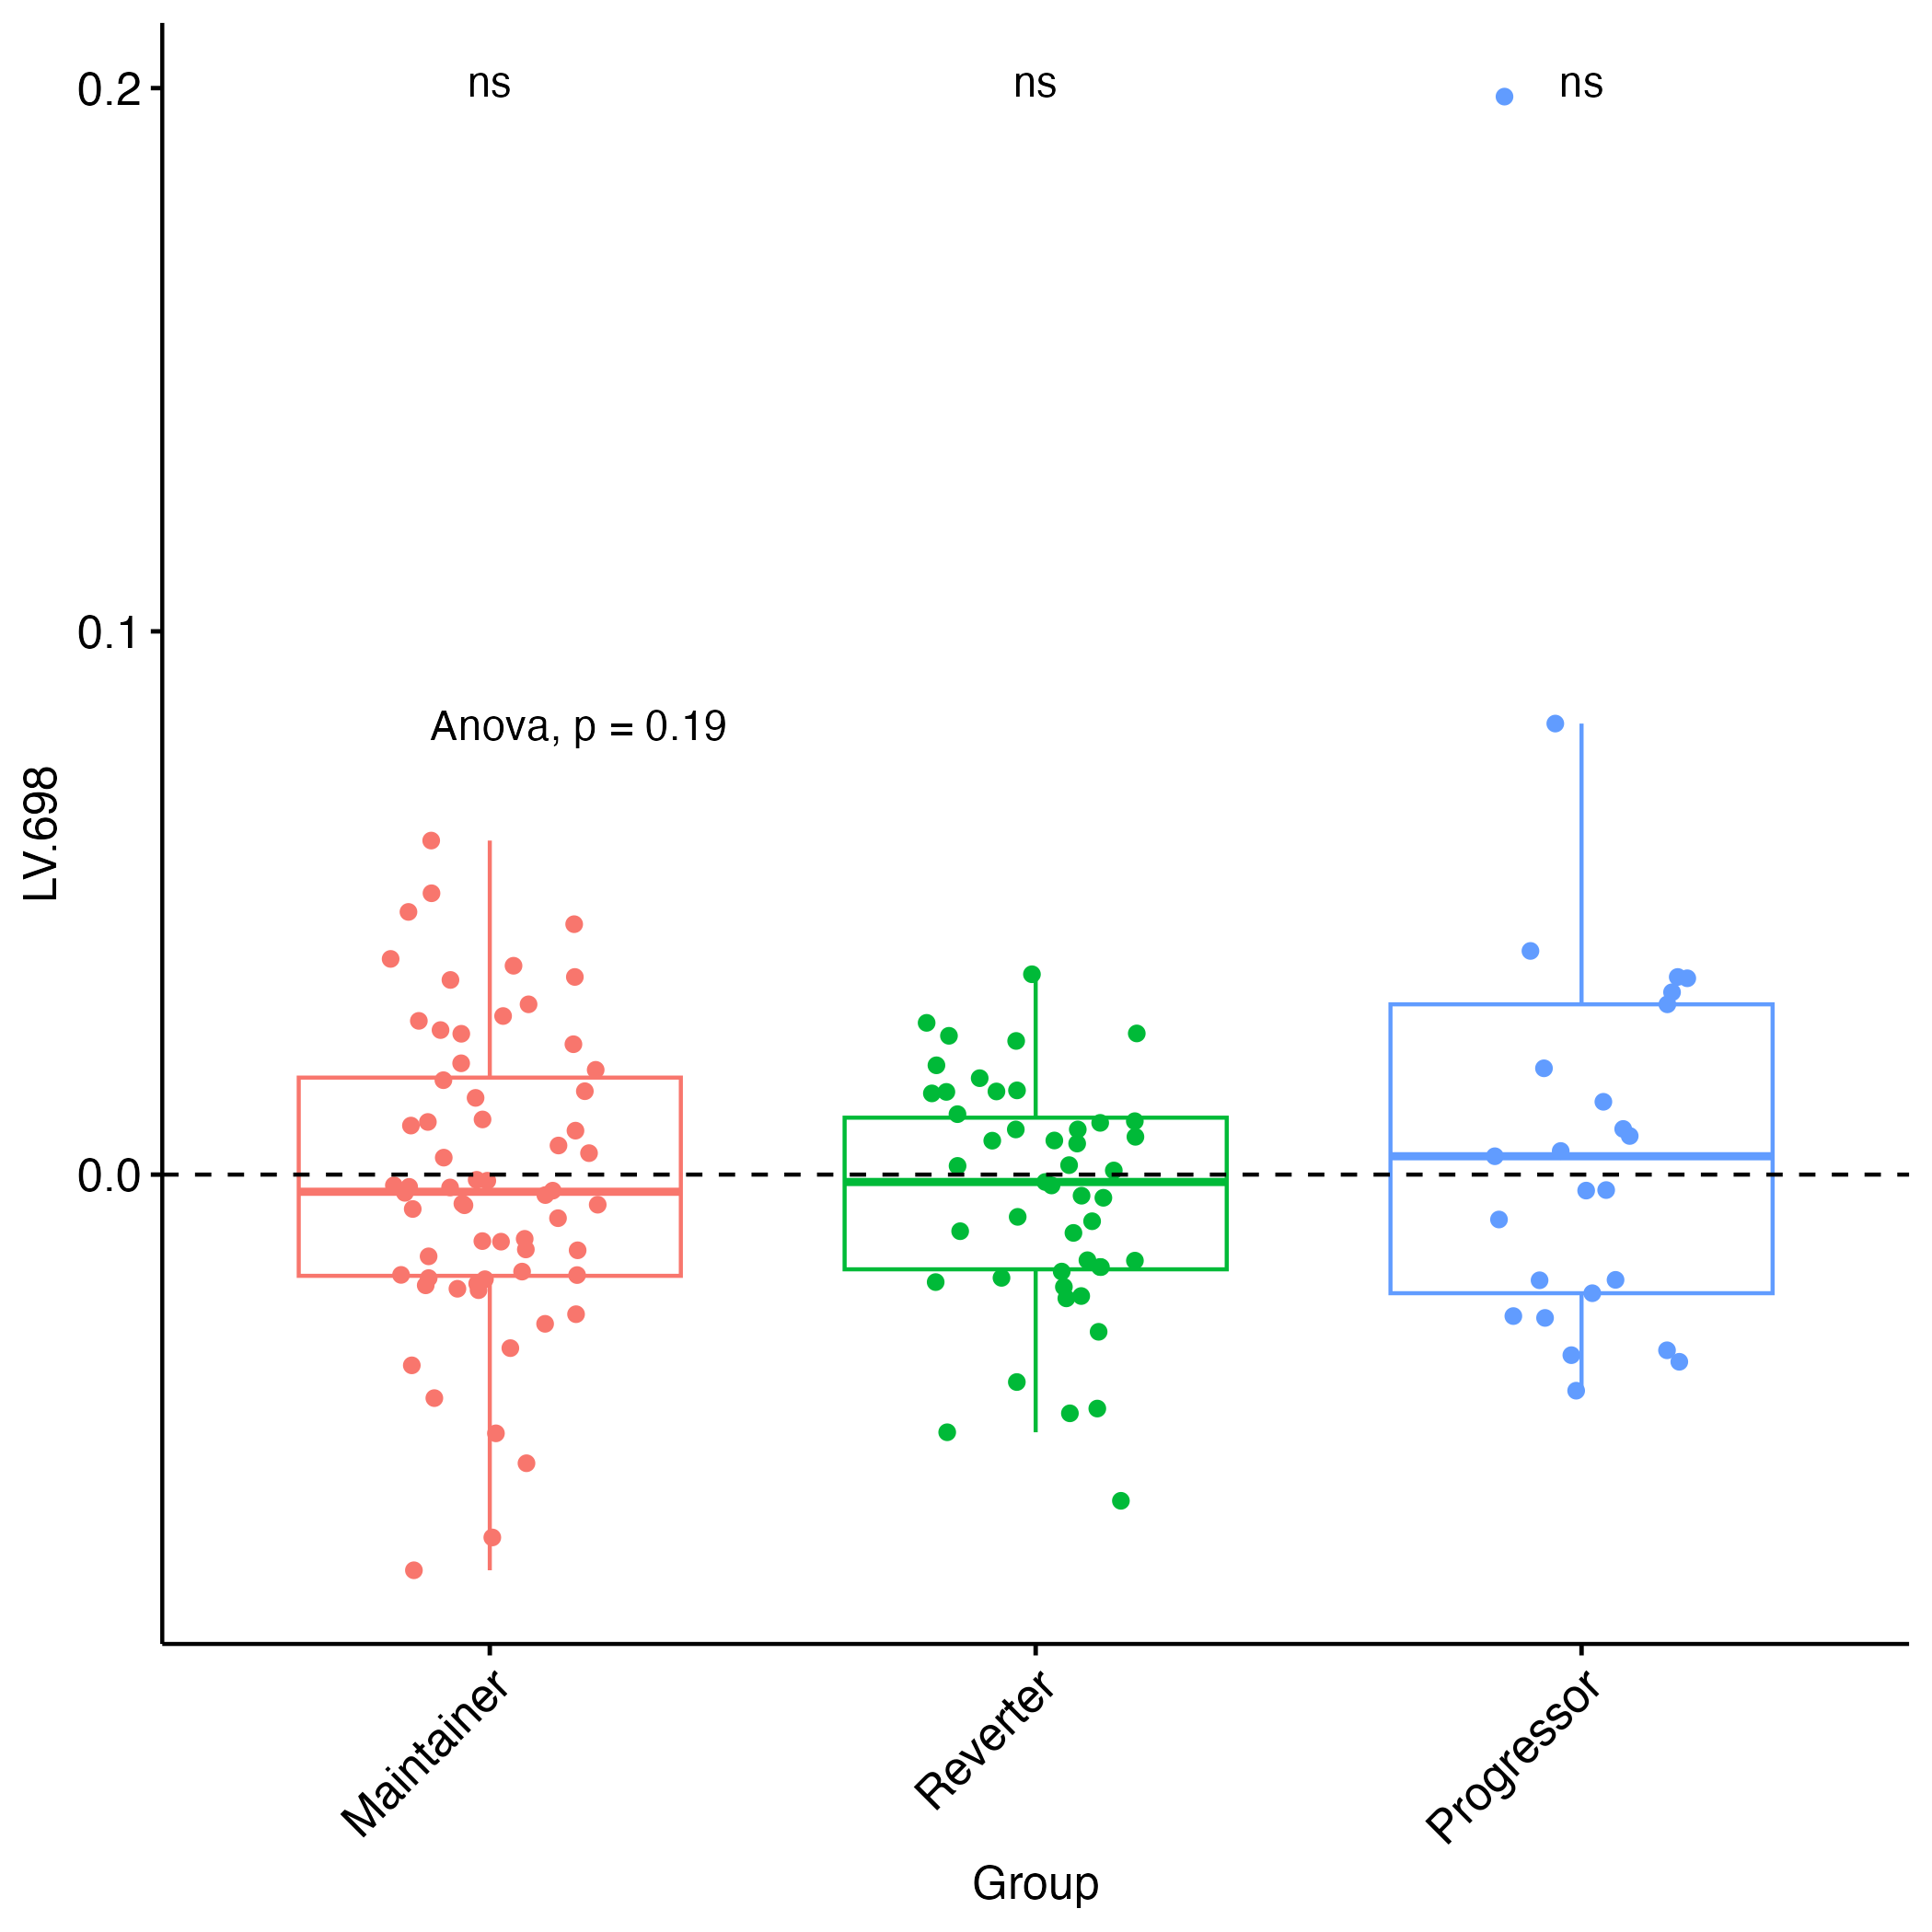 ns ns ns
0.2
0.1
Anova, p = 0.19
LV.698
0.0
Maintainer
Reverter
Progressor
Group